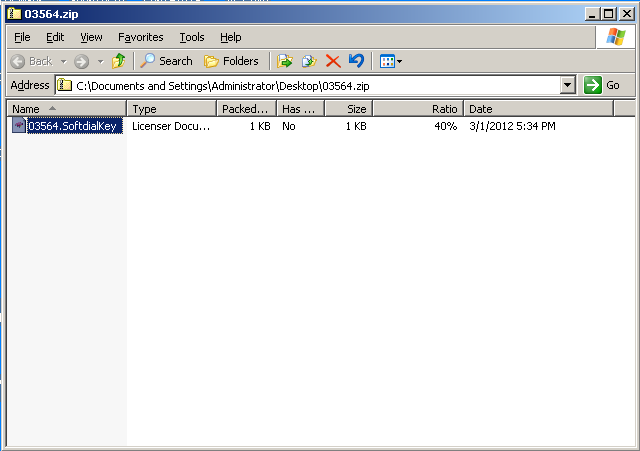 03564.zip
File Edit View Favorites Tools Help
Back Search Folders
Address C:\Documents and Settings\Administrator\Desktop\03564.zip Go
Name Type Packed... Has ... Size Ratio Date
03564.SoftdialKey Licenser Docu... 1 KB No 1 KB 40% 3/1/2012 5:34 PM